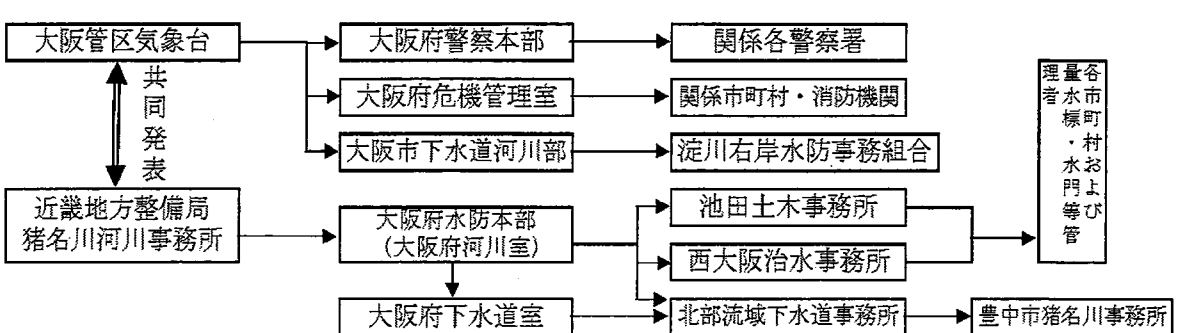 大阪管区気象台
大阪府警察本部
関係各警察署
共同発表
大阪府危機管理室
関係市町村・消防機関
大阪市下水道河川部
淀川右岸水防事務組合
各市町村および
量水標・水門等管
理者
近畿地方整備局
猪名川河川事務所
大阪府水防本部
(大阪府河川室)
池田土木事務所
西大阪治水事務所
大阪府下水道室
北部流域下水道事務所
豊中市猪名川事務所